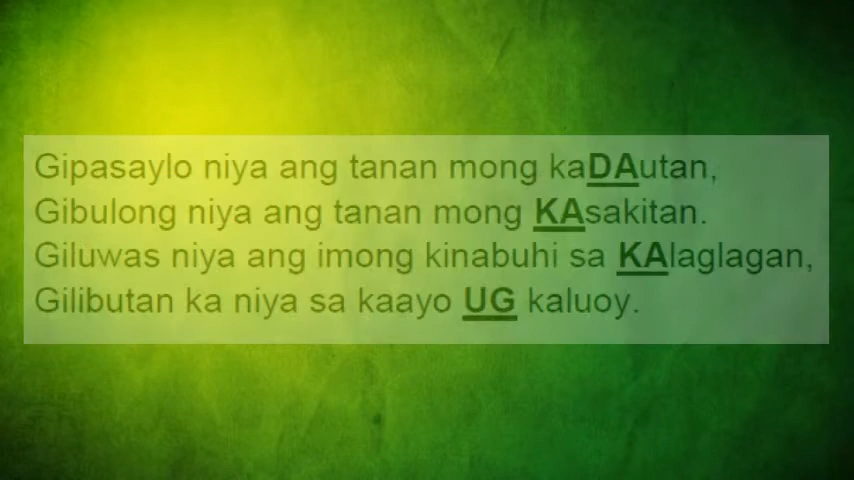 Gipasaylo niya ang tanan mong kaDAutan,
Gibulong niya ang tanan mong KAsakitan.
Giluwas niya ang imong kinabuhi sa KAlaglagan,
Gilibutan ka niya sa kaayo UG kaluoy.